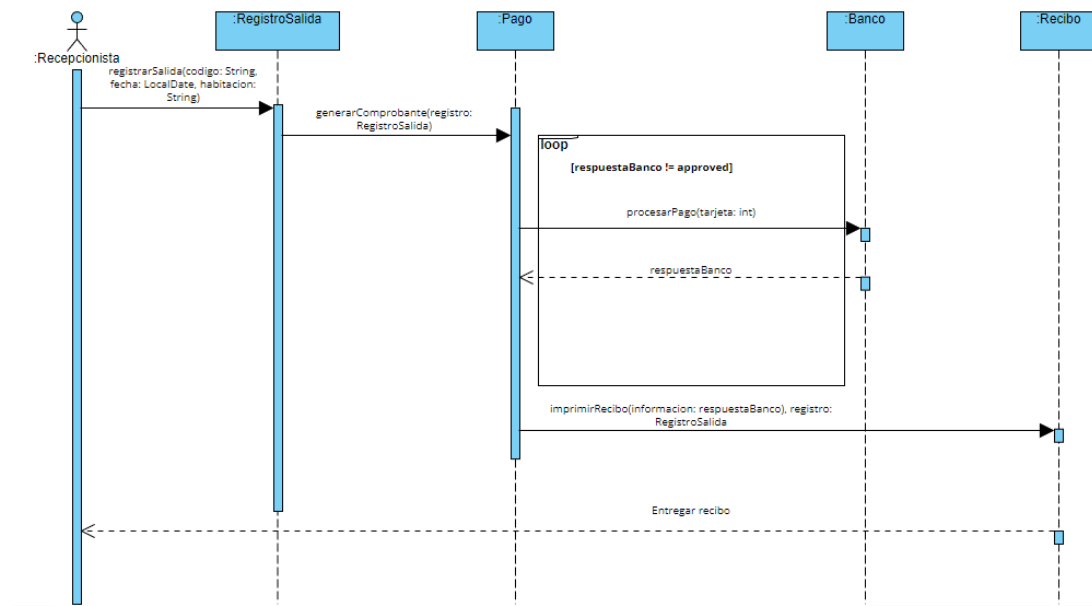 :RegistroSalida
:Pago
:Banco
:Recibo
:Recepcionista
registrarSalida(codigo: String,
fecha: LocalDate, habitacion:
String)
generarComprobante(registro:
RegistroSalida)
loop
[respuestaBanco != approved]
procesarPago(tarjeta: int)
respuestaBanco
imprimirRecibo(informacion: respuestaBanco), registro:
RegistroSalida
Entregar recibo